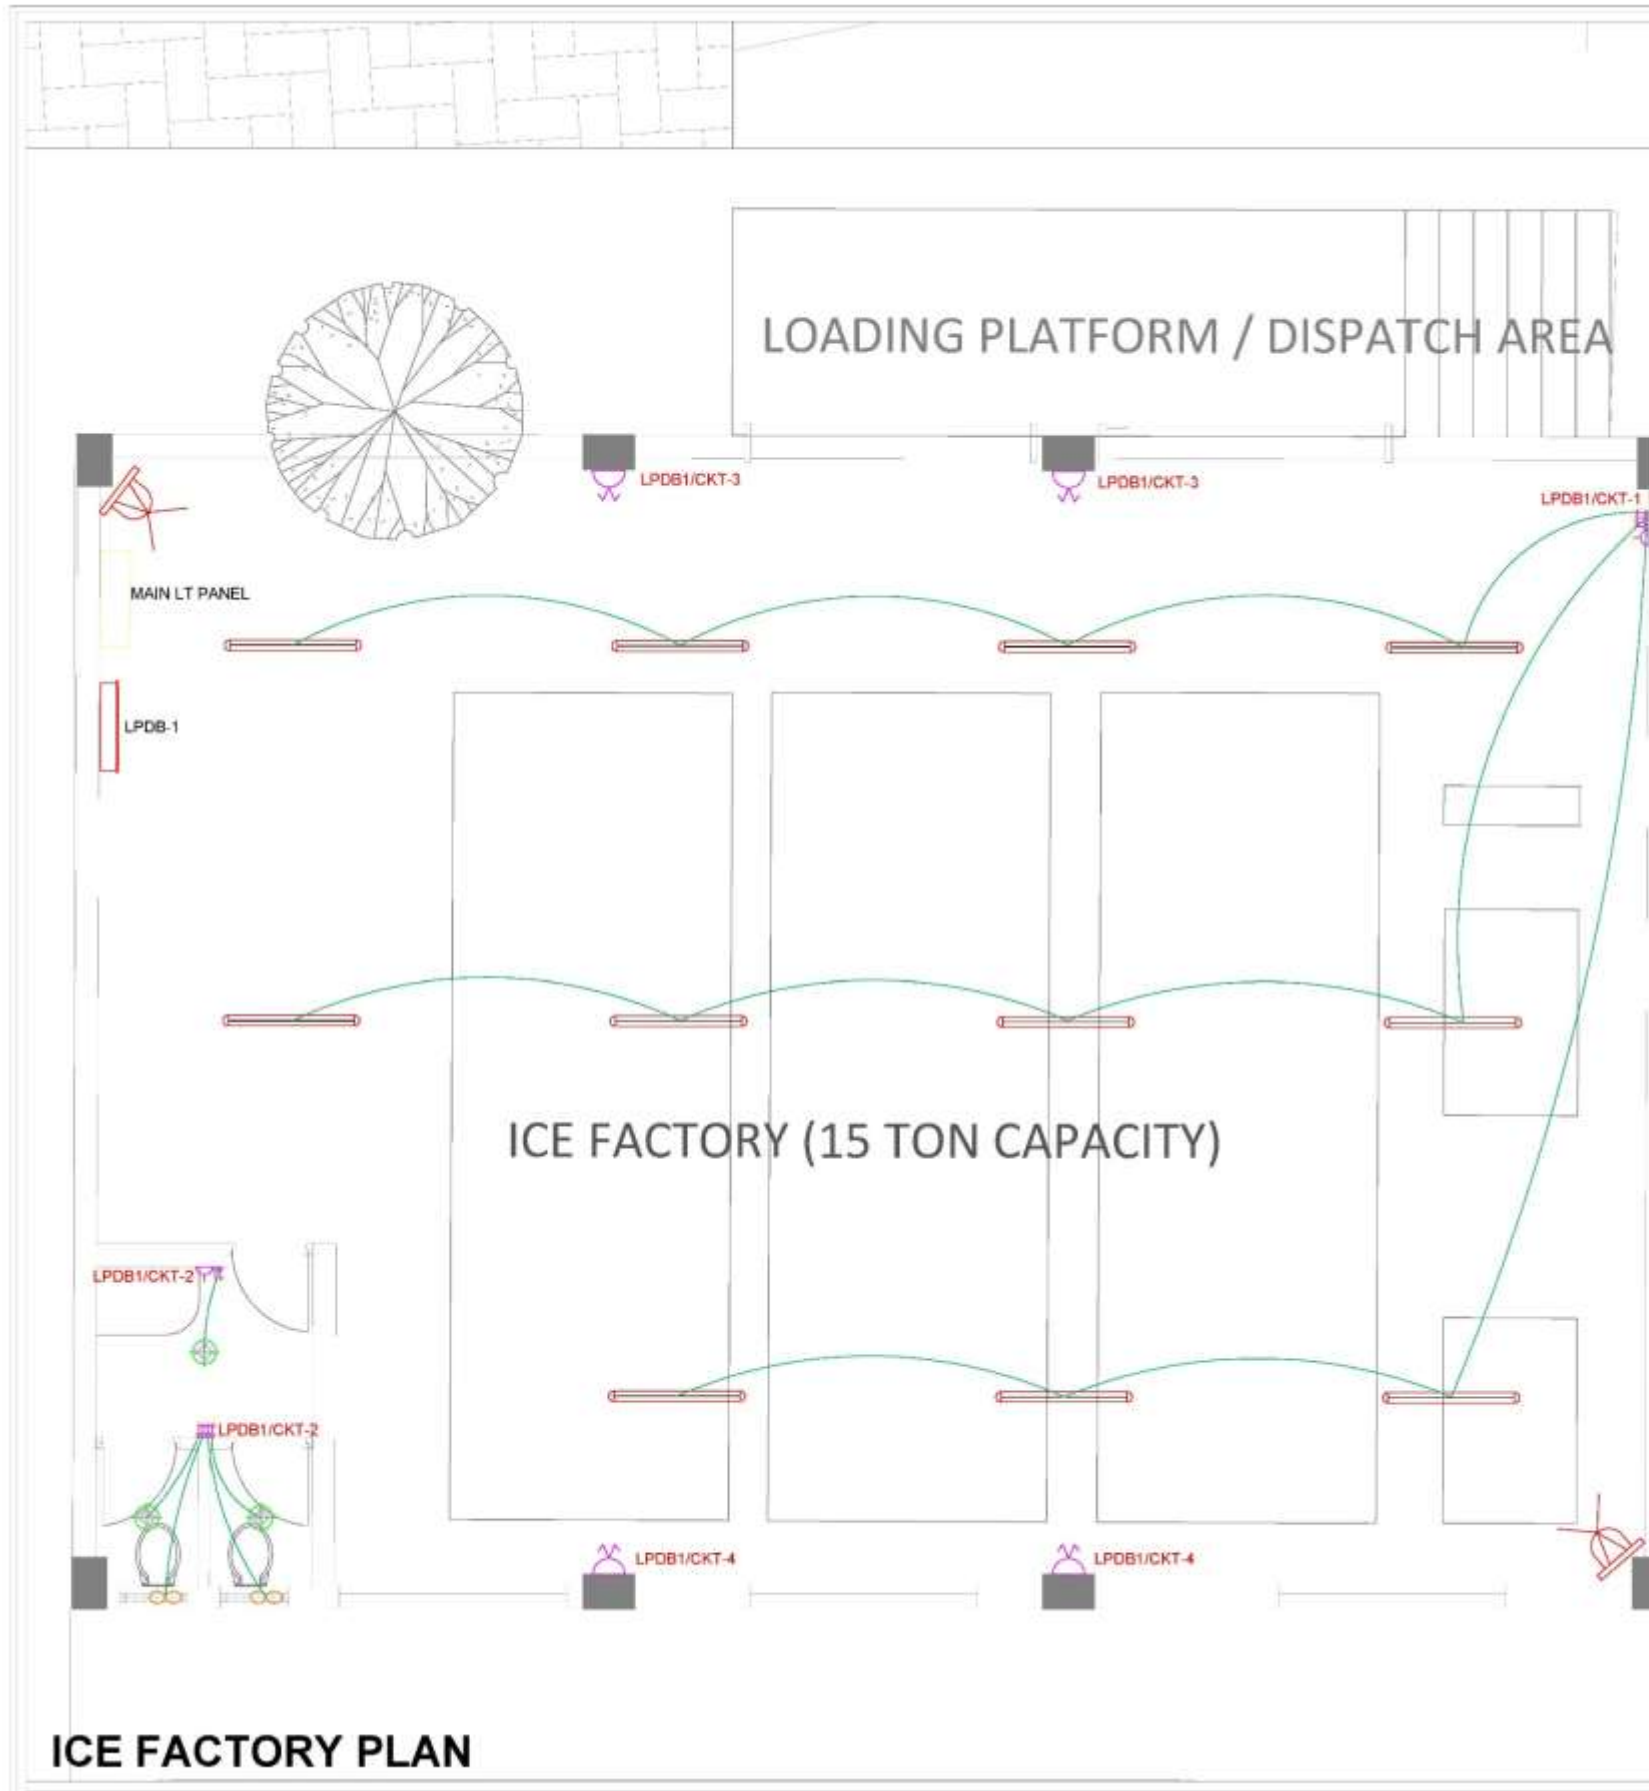 LOADING PLATFORM / DISPATCH AREA
LPDB1/CKT-3
LPDB1/CKT-3
LPDB1/CKT-1
MAIN LT PANEL
LPDB-1
ICE FACTORY (15 TON CAPACITY)
LPDB1/CKT-2
LPDB1/CKT-2
LPDB1/CKT-4
LPDB1/CKT-4
ICE FACTORY PLAN